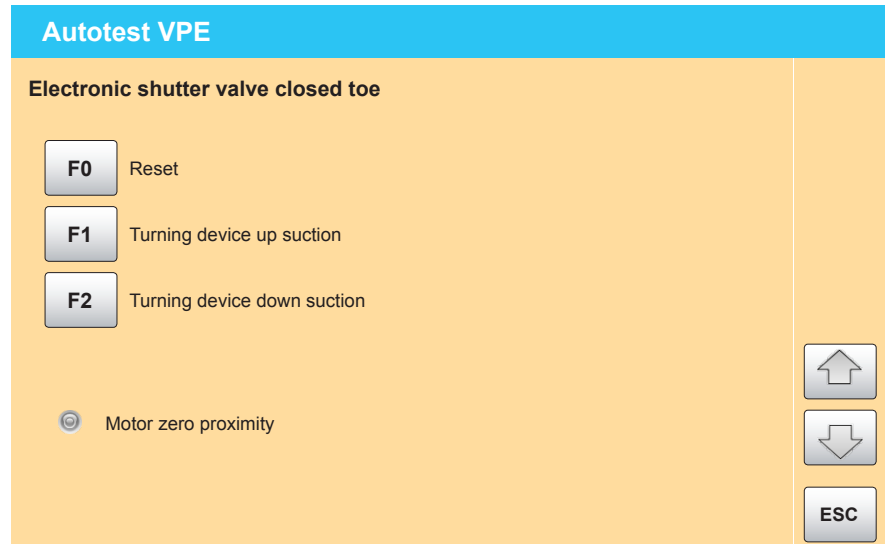 Autotest VPE
Electronic shutter valve closed toe
F0 Reset
F1 Turning device up suction
F2 Turning device down suction
Motor zero proximity
ESC